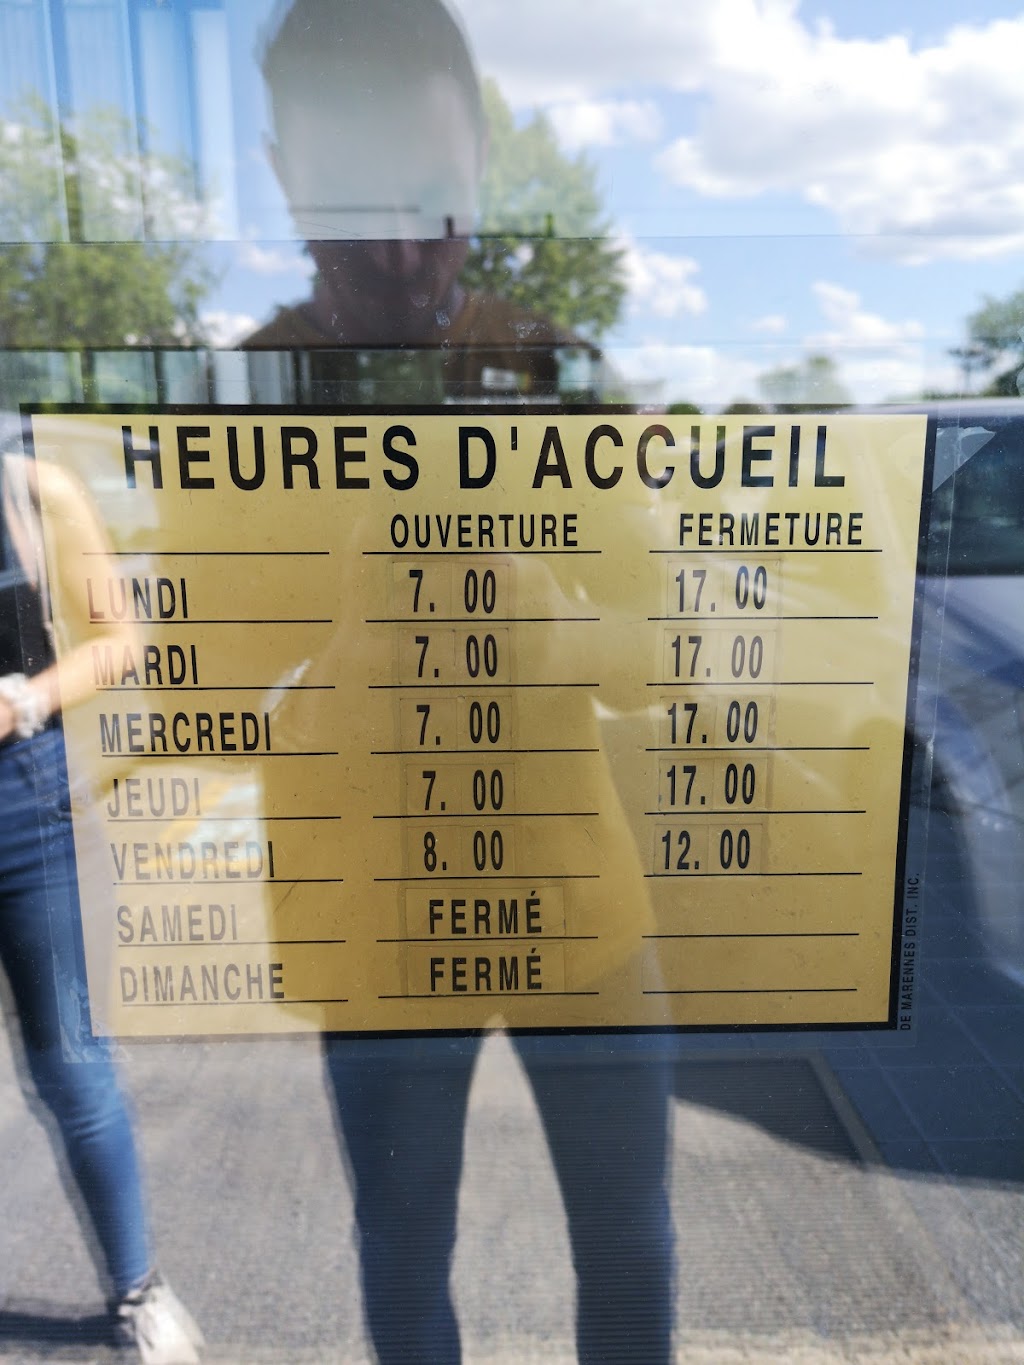 HEURES D'ACCUEIL
OUVERTURE FERMETURE
LUNDI 7. 00 17. 00
MARDI 7. 00 17. 00
MERCREDI 7. 00 17. 00
JEUDI 7. 00 17. 00
VENDREDI 8. 00 12. 00
SAMEDI FERMÉ
DIMANCHE FERMÉ
DE MARENNES DIST. INC.